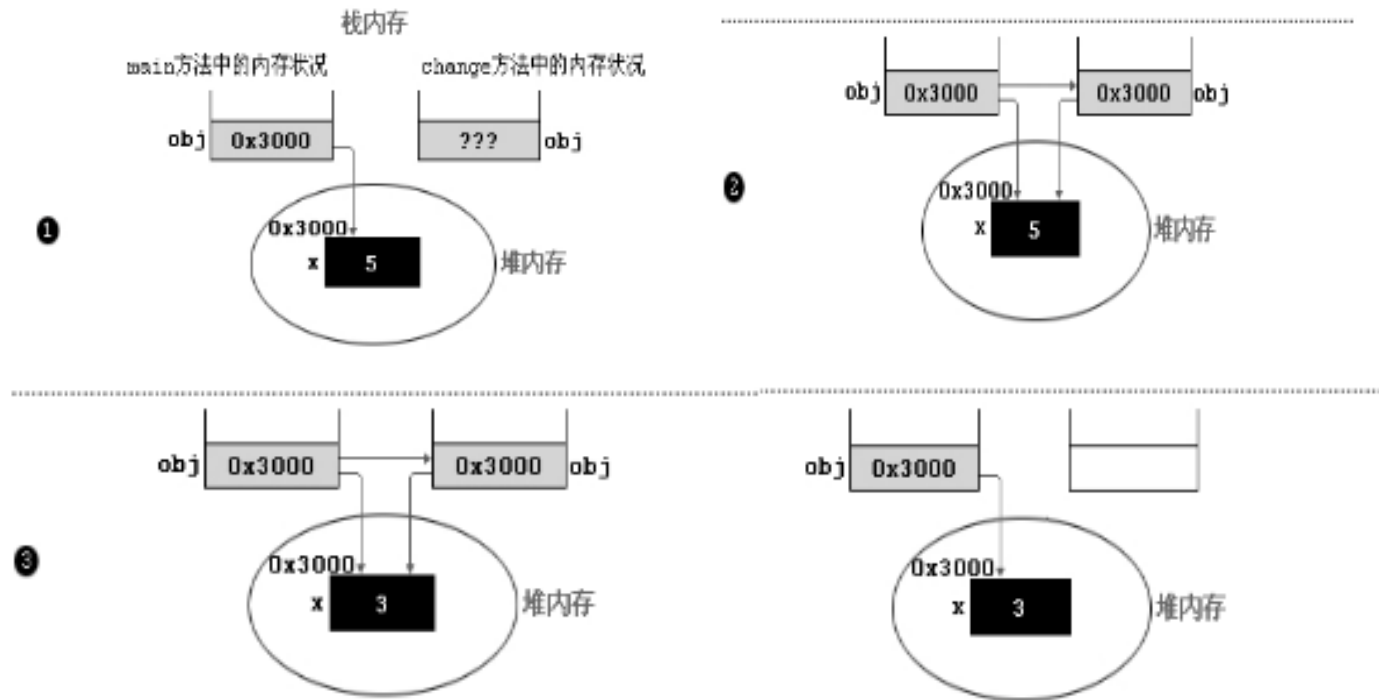 栈内存
main方法中的内存状况 change方法中的内存状况
obj 0x3000 ??? obj
0x3000
1
x 5 堆内存
obj 0x3000 0x3000 obj
2
0x3000
x 5 堆内存
obj 0x3000 0x3000 obj
3
0x3000
x 3 堆内存
obj 0x3000
0x3000
x 3 堆内存